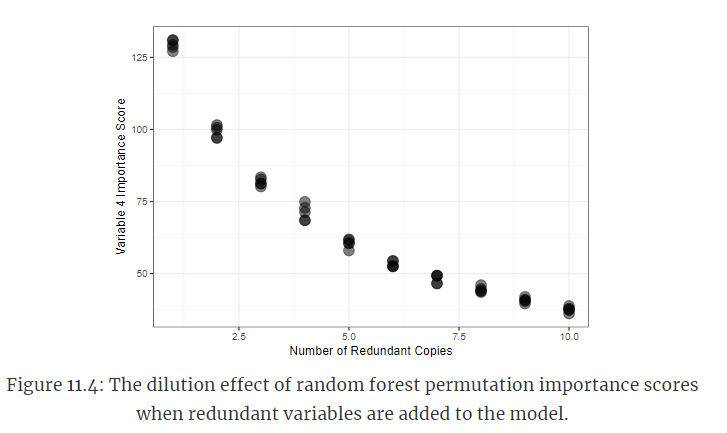 125
100
75
50
Variable 4 Importance Score
2.5 5.0 7.5 10.0
Number of Redundant Copies
Figure 11.4: The dilution effect of random forest permutation importance scores
when redundant variables are added to the model.